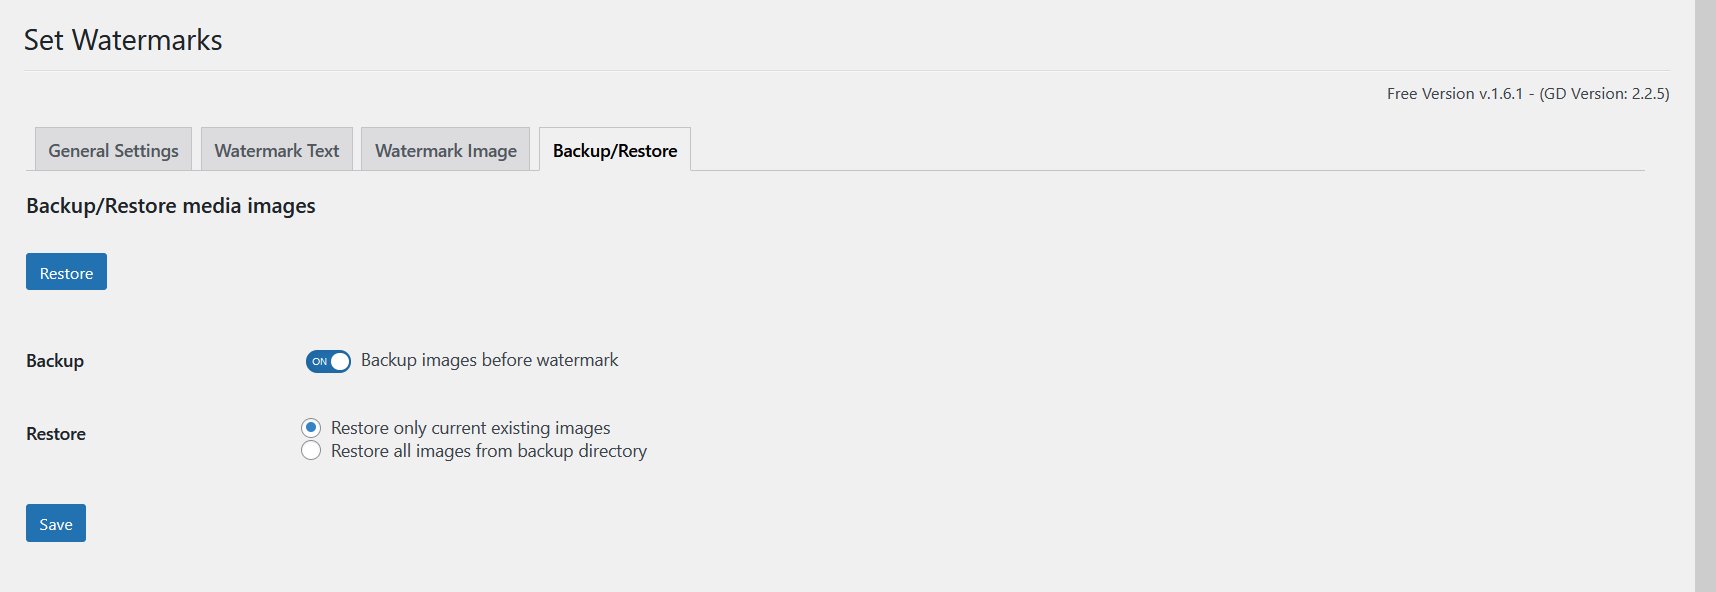 Set Watermarks
Free Version v.1.6.1 - (GD Version: 2.2.5)
General Settings
Watermark Text
Watermark Image
Backup/Restore
Backup/Restore media images
Restore
Backup
ON
Backup images before watermark
Restore
Restore only current existing images
Restore all images from backup directory
Save